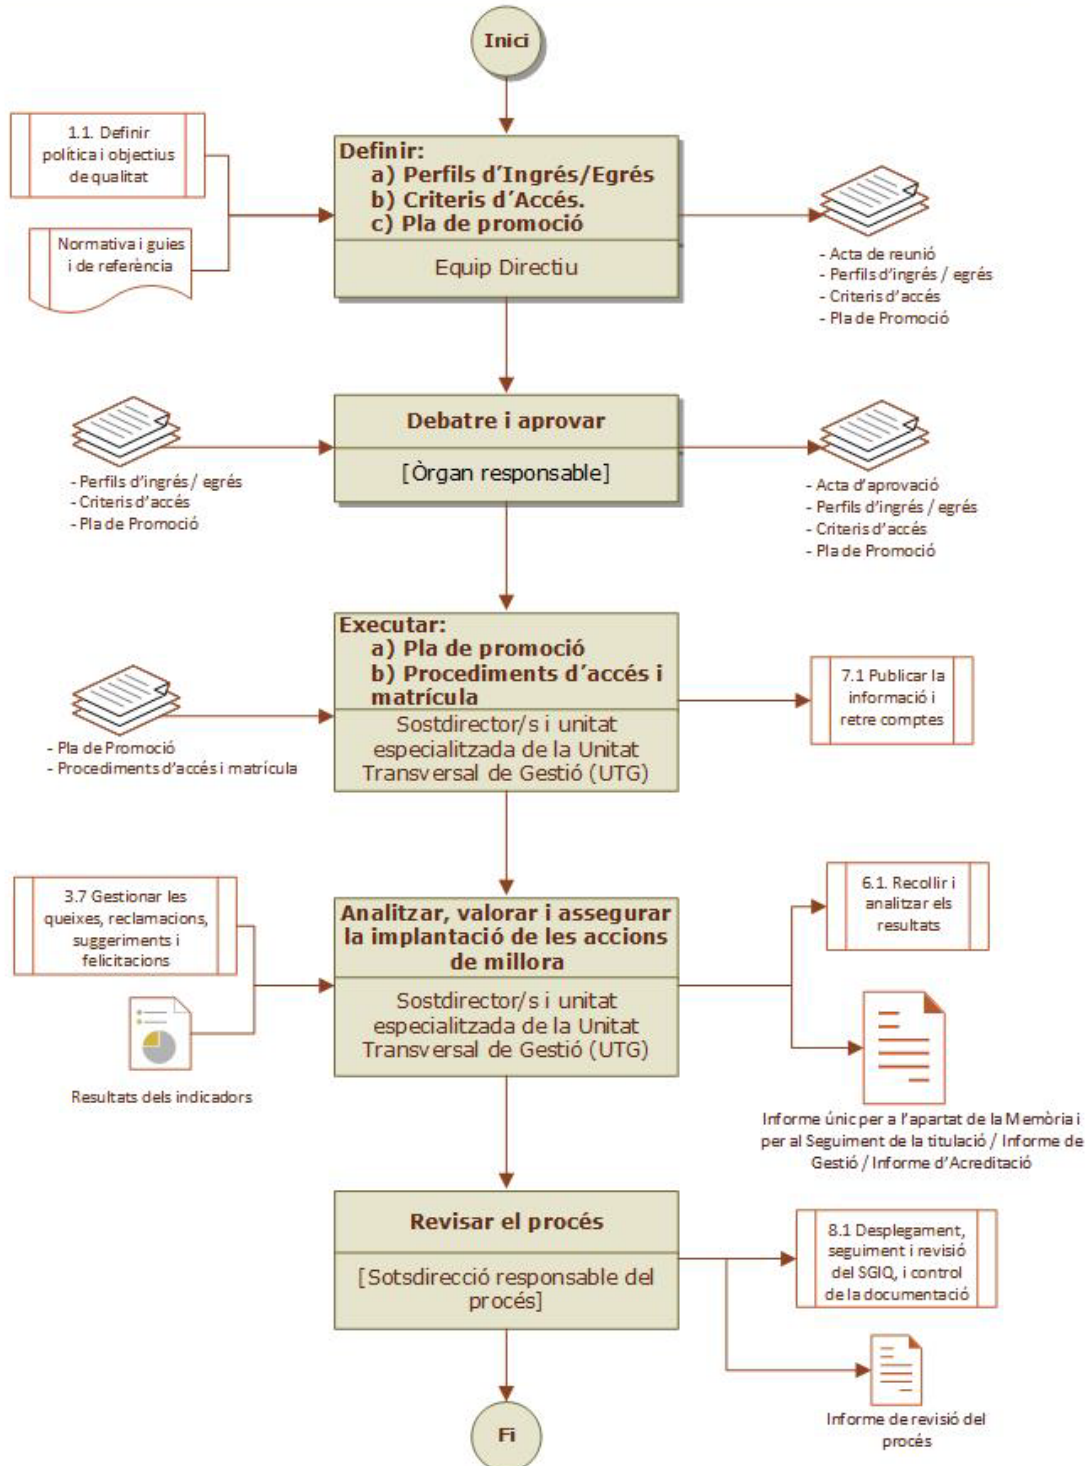 Inici
1.1. Definir
política i objectius
de qualitat
Normativa i guies
i de referència
Definir:
a) Perfils d'Ingrés/Egrés
b) Criteris d'Accés.
c) Pla de promoció
Equip Directiu
- Acta de reunió
- Perfils d'ingrés / egrés
- Criteris d'accés
- Pla de Promoció
- Perfils d'ingrés / egrés
- Criteris d'accés
- Pla de Promoció
Debatre i aprovar
[Òrgan responsable]
- Acta d'aprovació
- Perfils d'ingrés / egrés
- Criteris d'accés
- Pla de Promoció
- Pla de Promoció
- Procediments d'accés i matrícula
Executar:
a) Pla de promoció
b) Procediments d'accés i
matrícula
Sostdirector/s i unitat
especialitzada de la Unitat
Transversal de Gestió (UTG)
7.1 Publicar la
informació i
retre comptes
3.7 Gestionar les
queixes, reclamacions,
suggeriments i
felicitacions
Resultats dels indicadors
Analitzar, valorar i assegurar
la implantació de les accions
de millora
Sostdirector/s i unitat
especialitzada de la Unitat
Transversal de Gestió (UTG)
6.1. Recollir i
analitzar els
resultats
Informe únic per a l'apartat de la Memòria i
per al Seguiment de la titulació / Informe de
Gestió / Informe d'Acreditació
Revisar el procés
[Sotsdirecció responsable del
procés]
8.1 Desplegament,
seguiment i revisió
del SGIQ, i control
de la documentació
Informe de revisió del
procés
Fi